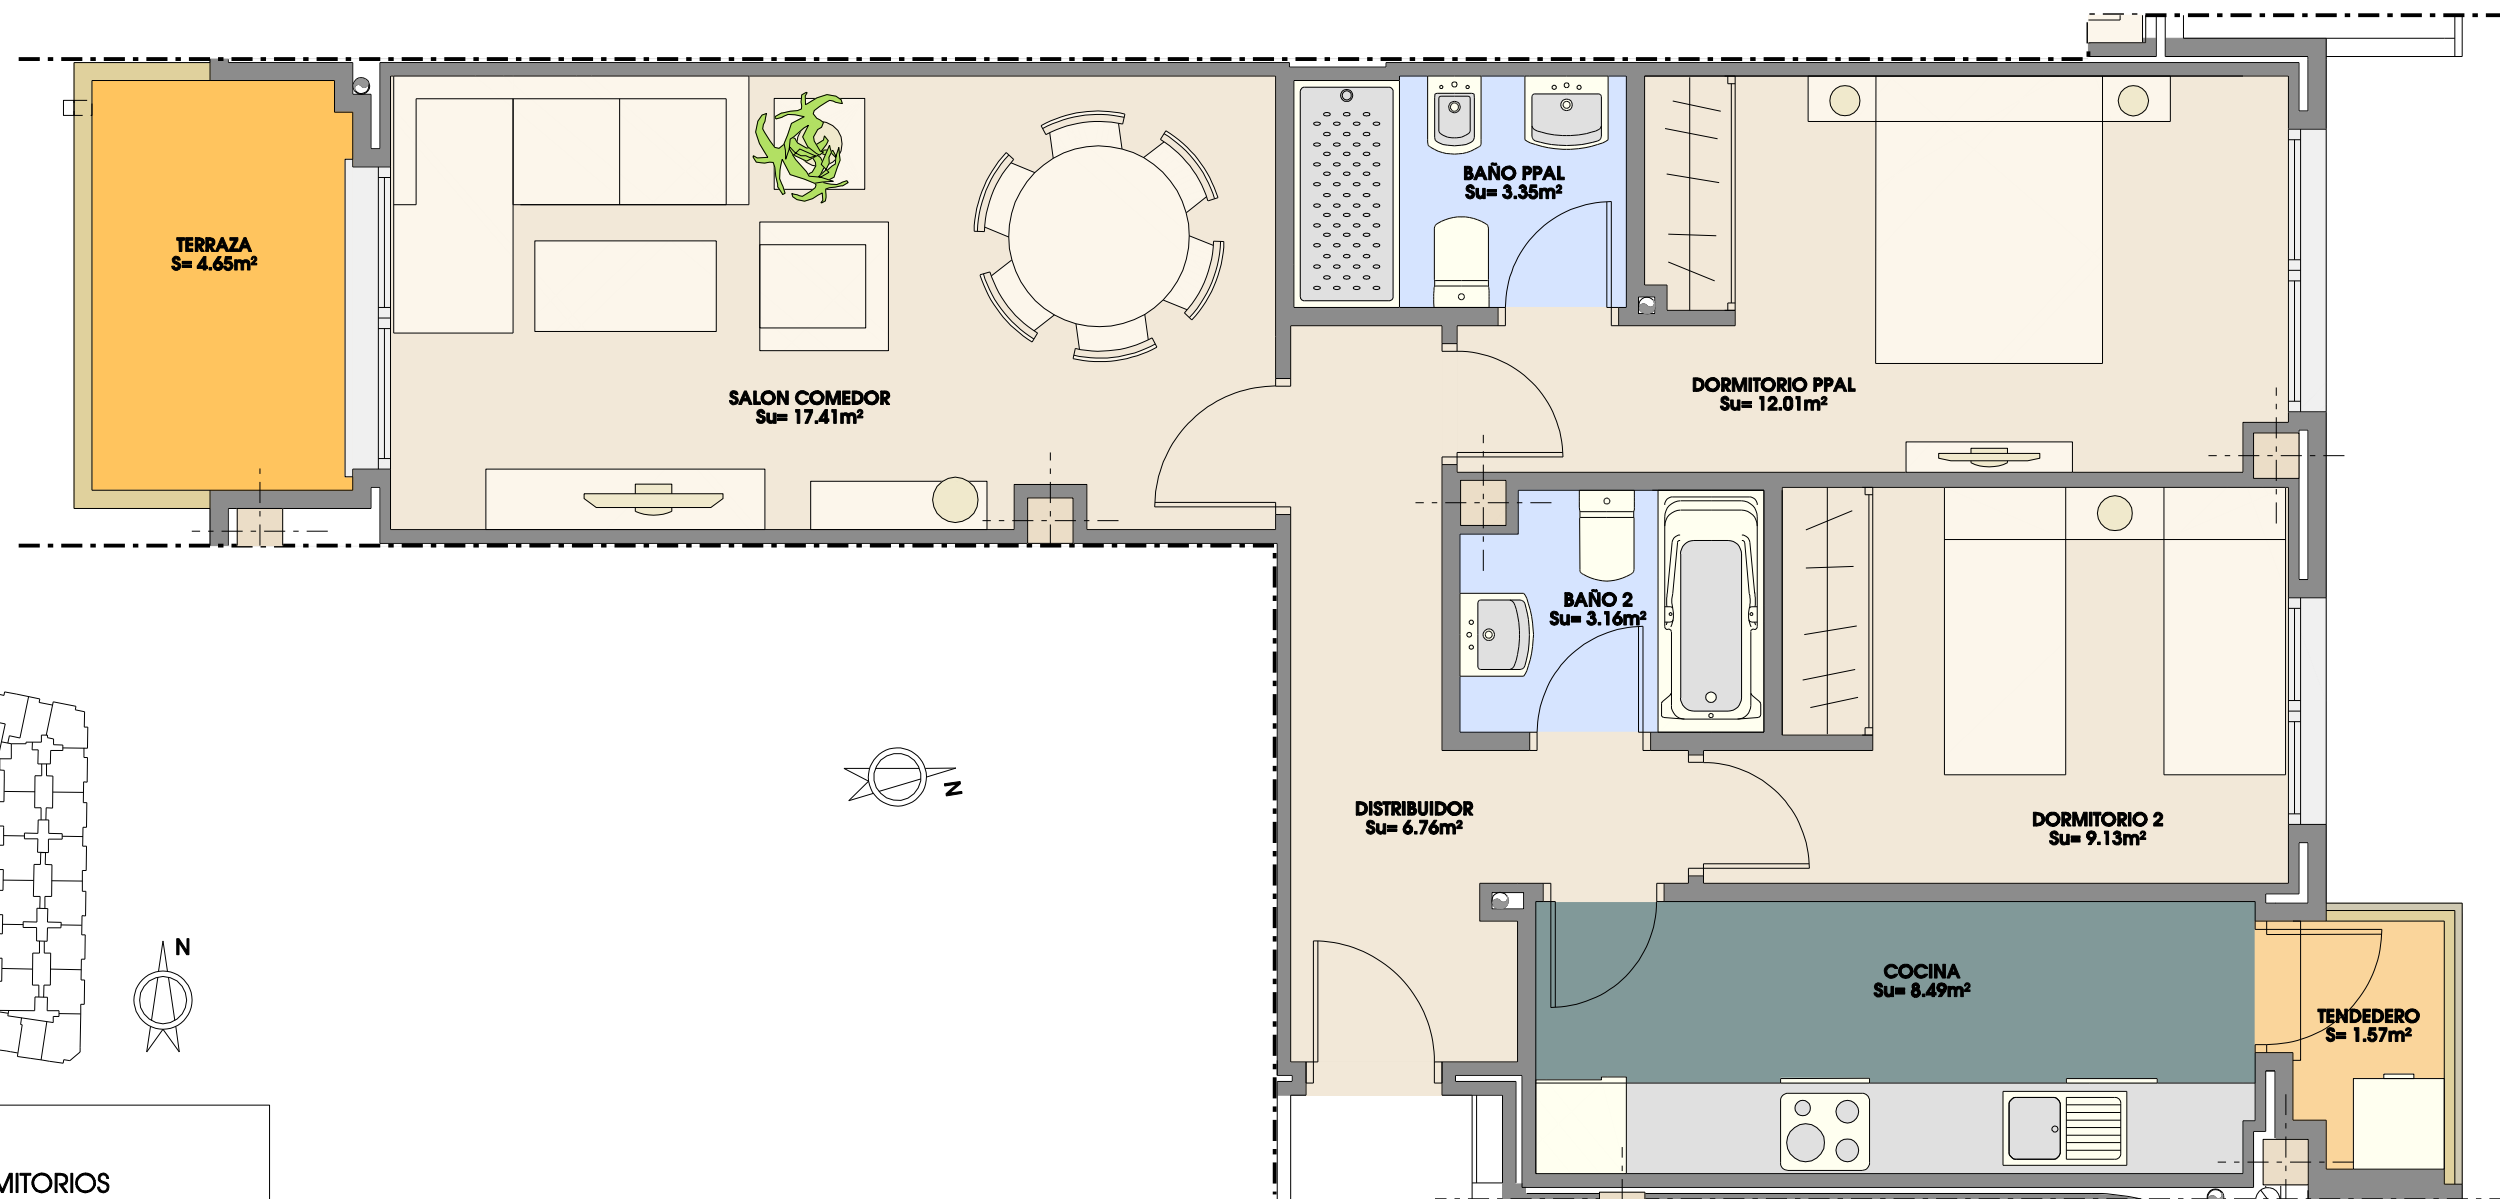 BAÑO PPAL
Su= 3.35m²
TERRAZA
S= 4.65m²
SALON COMEDOR
Su= 17.41m²
DORMITORIO PPAL
Su= 12.01m²
BAÑO 2
Su= 3.16m²
N
DISTRIBUIDOR
Su= 6.76m²
DORMITORIO 2
Su= 9.13m²
N
COCINA
Su= 8.49m²
TENDEDERO
S= 1.57m²
MITORIOS